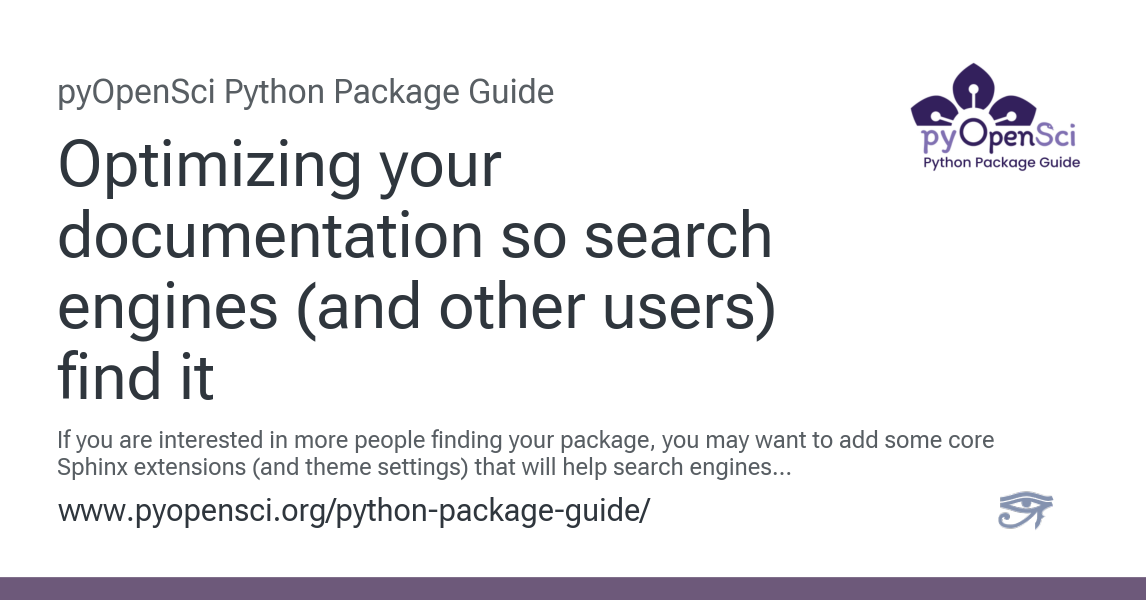 pyOpenSci Python Package Guide
Optimizing your
documentation so search
engines (and other users)
find it
If you are interested in more people finding your package, you may want to add some core
Sphinx extensions (and theme settings) that will help search engines...
www.pyopensci.org/python-package-guide/
pyOpenSci
Python Package Guide